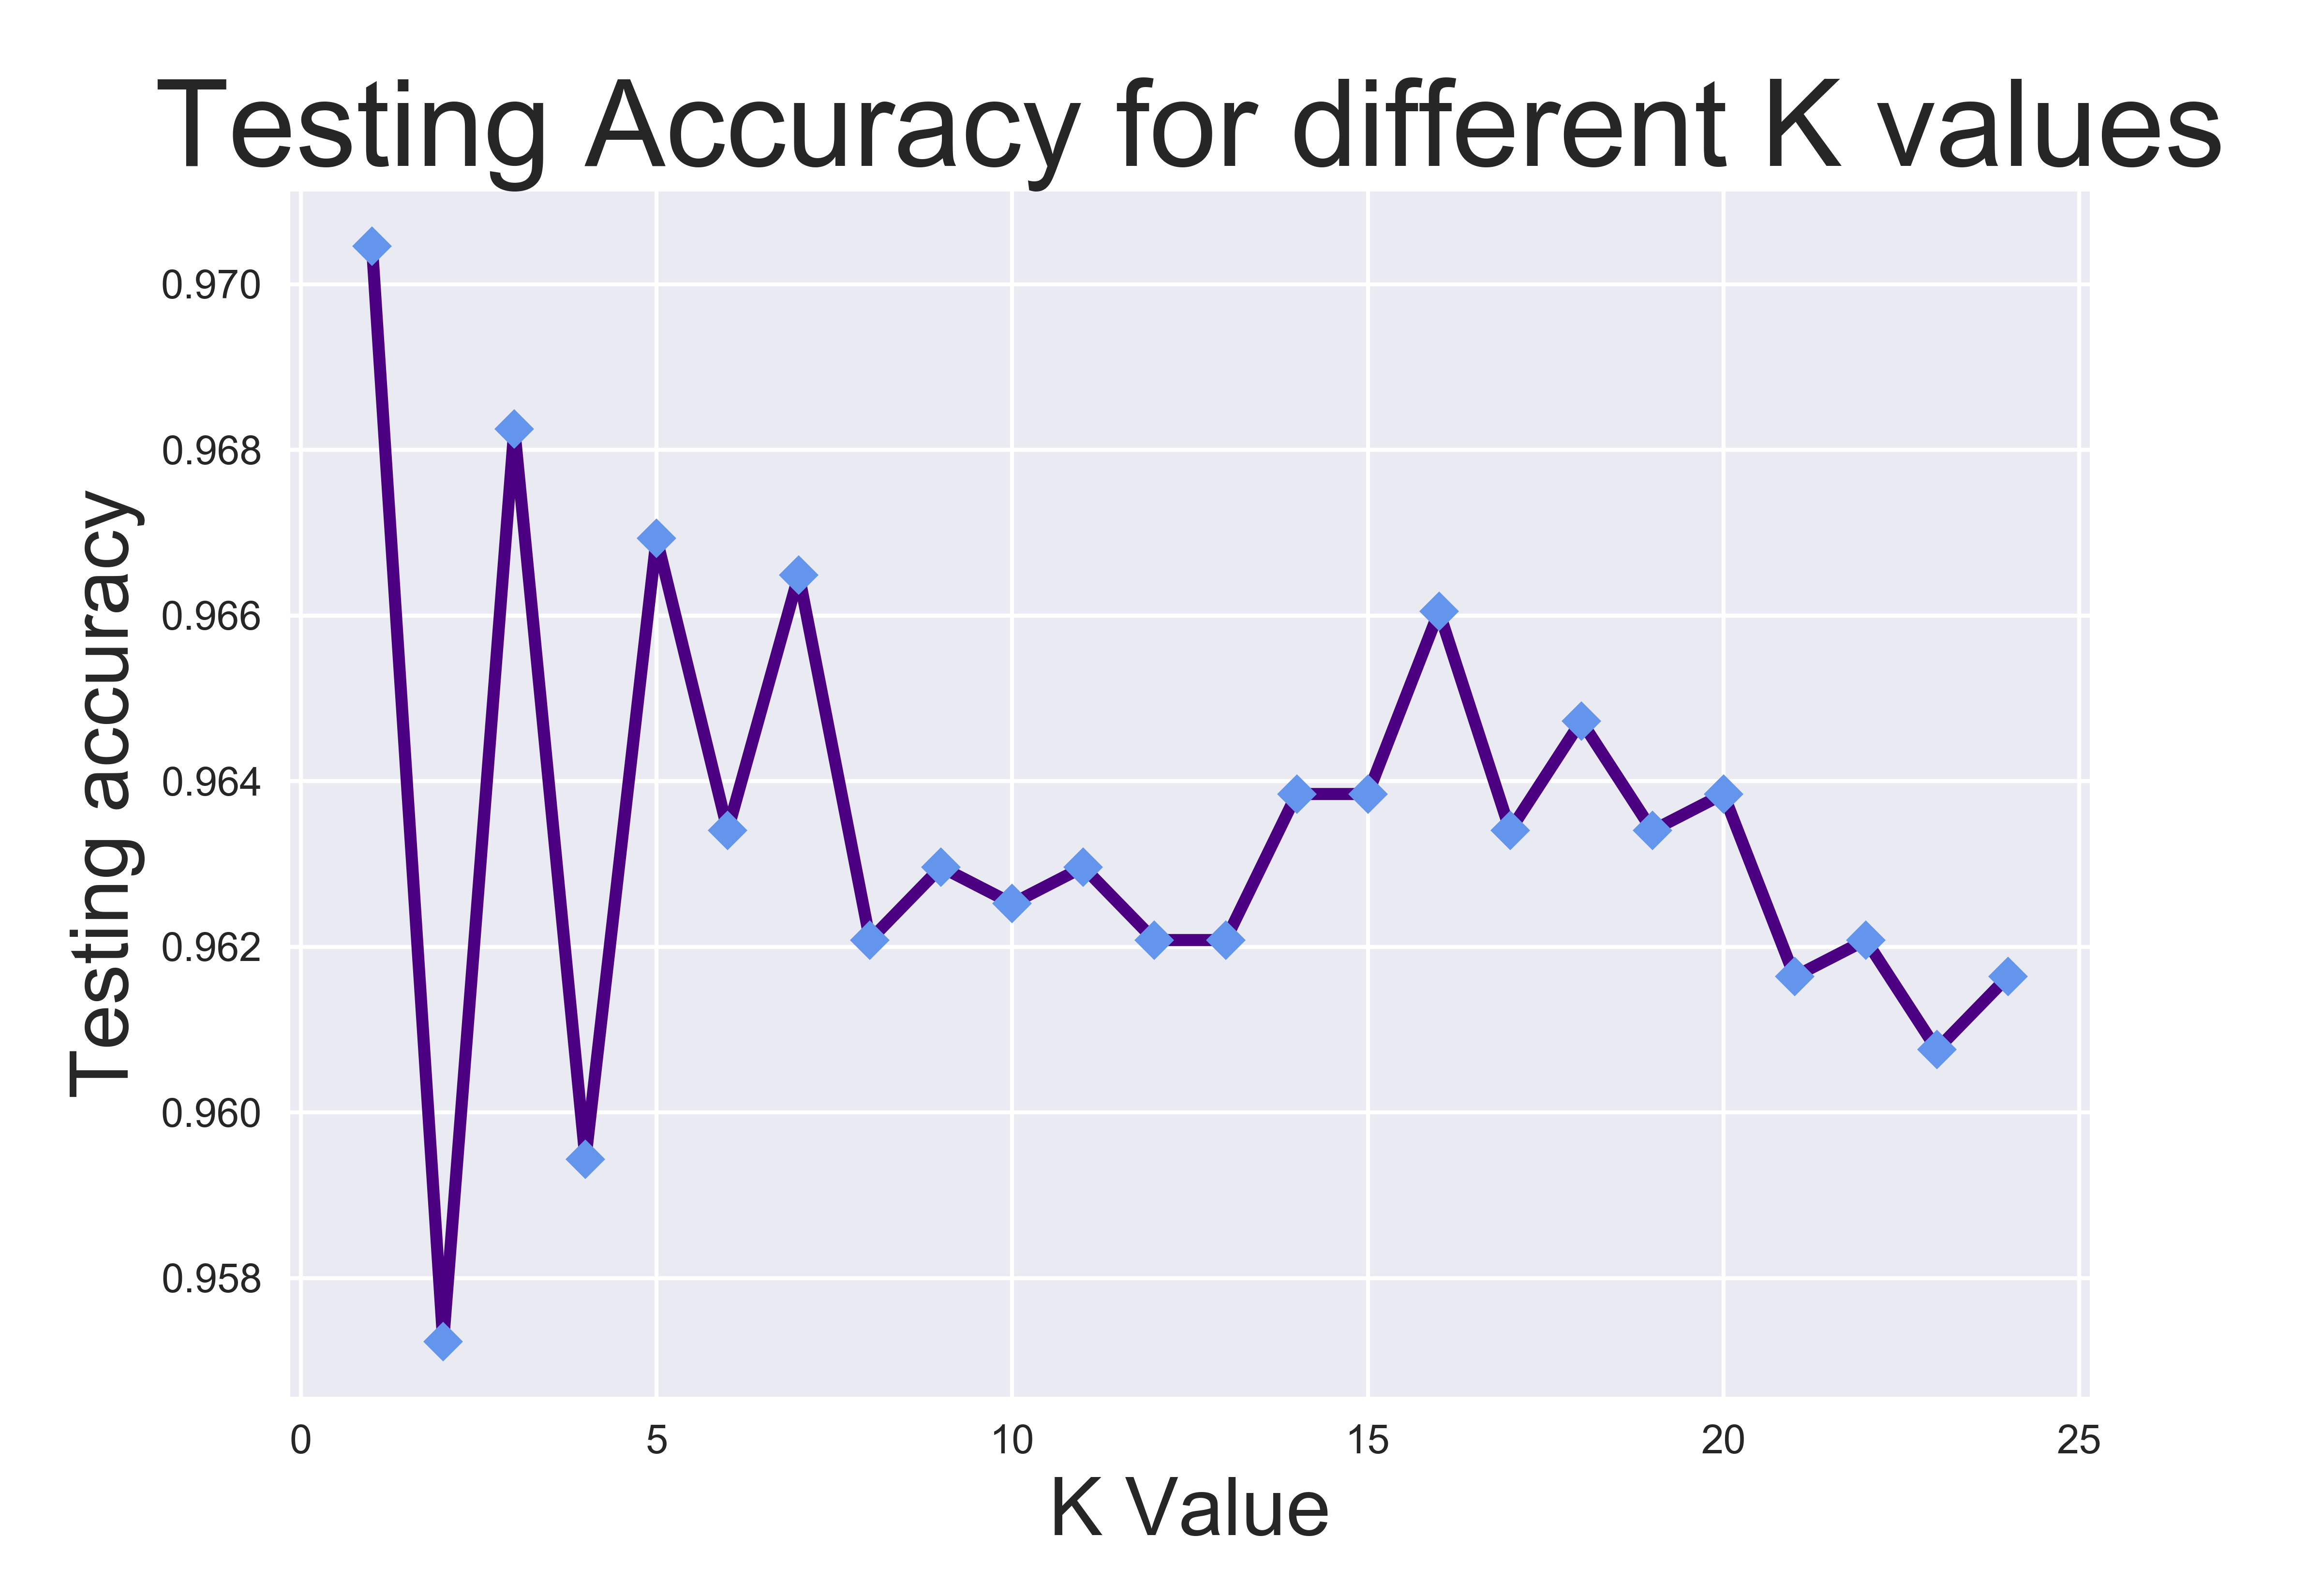 Testing Accuracy for different K values
Testing accuracy
0.970
0.968
0.966
0.964
0.962
0.960
0.958
0 5 10 15 20 25
K Value